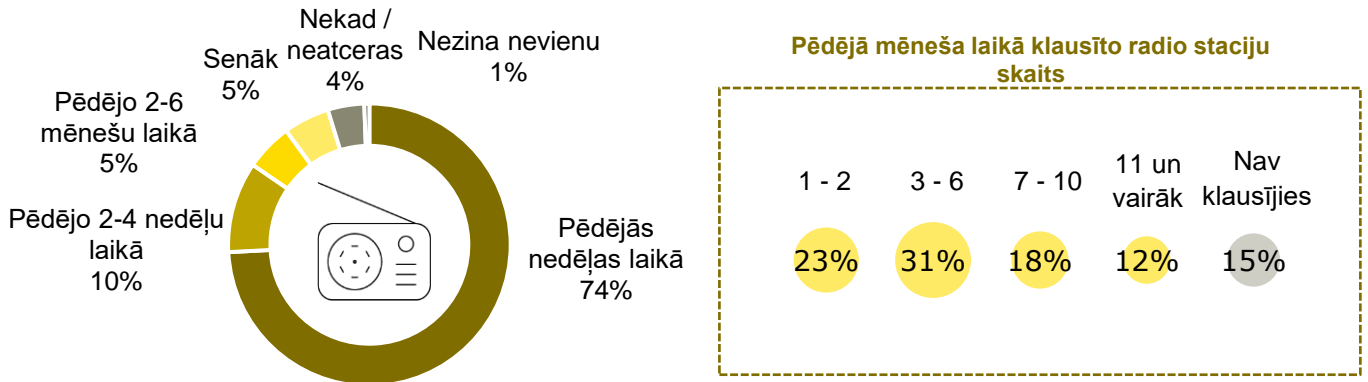 Nekad /
neatceras
4%
Nezina nevienu
1%
Senāk
5%
Pēdējo 2-6
mēnešu laikā
5%
Pēdējo 2-4 nedēļu
laikā
10%
Pēdējās
nedēļas laikā
74%
Pēdējā mēneša laikā klausīto radio staciju
skaits
1 - 2
3 - 6
7 - 10
11 un
vairāk
Nav
klausījies
23%
31%
18%
12%
15%